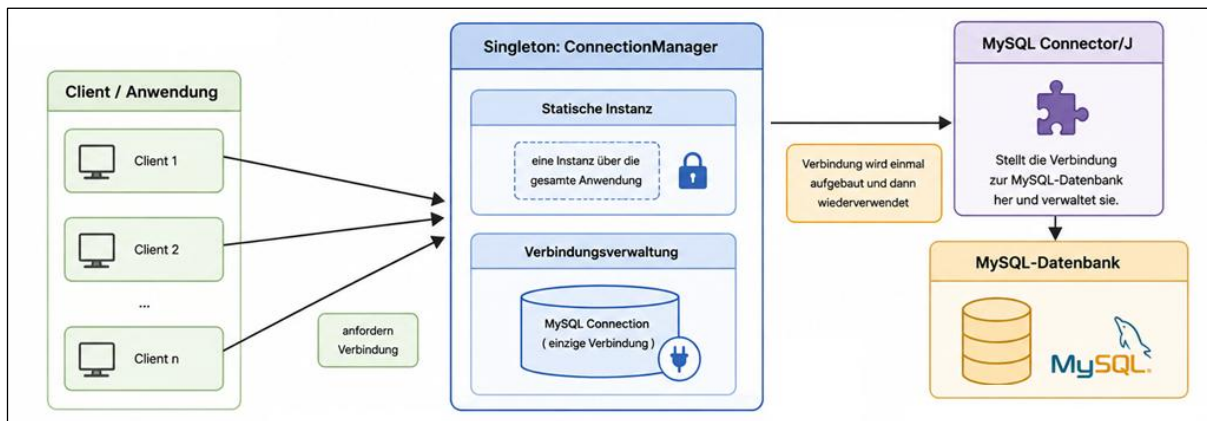 Client / Anwendung
Client 1
Client 2
...
Client n
anfordern
Verbindung
Singleton: ConnectionManager
Statische Instanz
eine Instanz über die
gesamte Anwendung
Verbindungsverwaltung
MySQL Connection
( einzige Verbindung )
Verbindung wird einmal
aufgebaut und dann
wiederverwendet
MySQL Connector/J
Stellt die Verbindung
zur MySQL-Datenbank
her und verwaltet sie.
MySQL-Datenbank
MySQL®